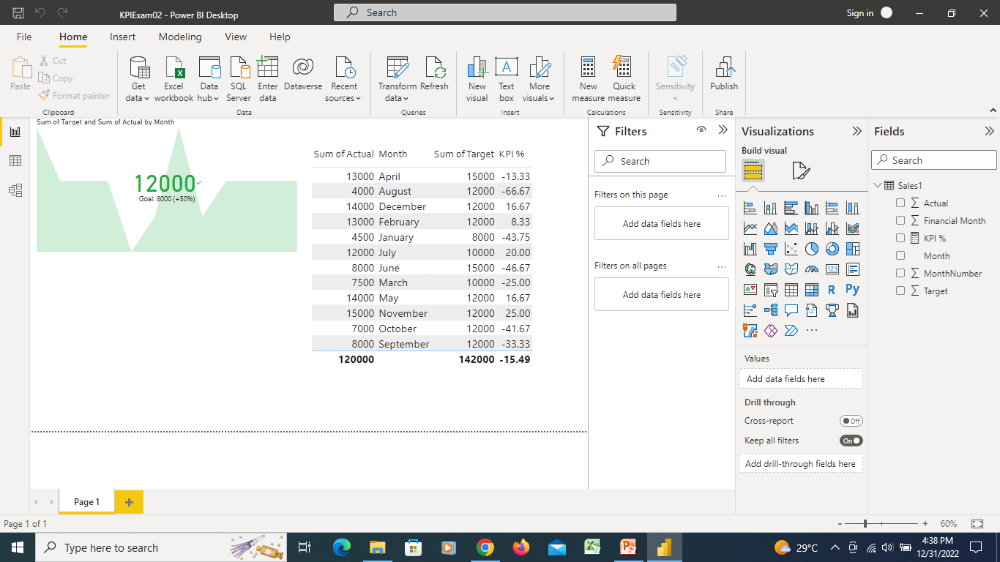 KPIExam02 - Power BI Desktop
Search
Sign in
File Home Insert Modeling View Help
Paste
Cut
Copy
Format painter
Clipboard
Get data
Excel workbook
Data hub
SQL Server
Enter data
Dataverse
Recent sources
Data
Transform data
Refresh
Queries
New visual
Text box
More visuals
Insert
New measure
Quick measure
Calculations
Sensitivity
Sensitivity
Publish
Share
Sum of Target and Sum of Actual by Month
12000
Goal: 8000 (+50%)
Sum of Actual Month Sum of Target KPI %
13000 April 15000 -13.33
4000 August 12000 -66.67
14000 December 12000 16.67
13000 February 12000 8.33
4500 January 8000 -43.75
12000 July 10000 20.00
8000 June 15000 -46.67
7500 March 10000 -25.00
14000 May 12000 16.67
15000 November 12000 25.00
7000 October 12000 -41.67
8000 September 12000 -33.33
120000 142000 -15.49
Filters
Search
Filters on this page ...
Add data fields here
Filters on all pages ...
Add data fields here
Visualizations
Build visual
123
R Py
...
Values
Add data fields here
Drill through
Cross-report Off
Keep all filters On
Add drill-through fields here
Fields
Search
Sales1
Actual
Financial Month
KPI %
Month
MonthNumber
Target
Page 1
Page 1 of 1
- + 60%
Type here to search
29°C
4:38 PM
12/31/2022